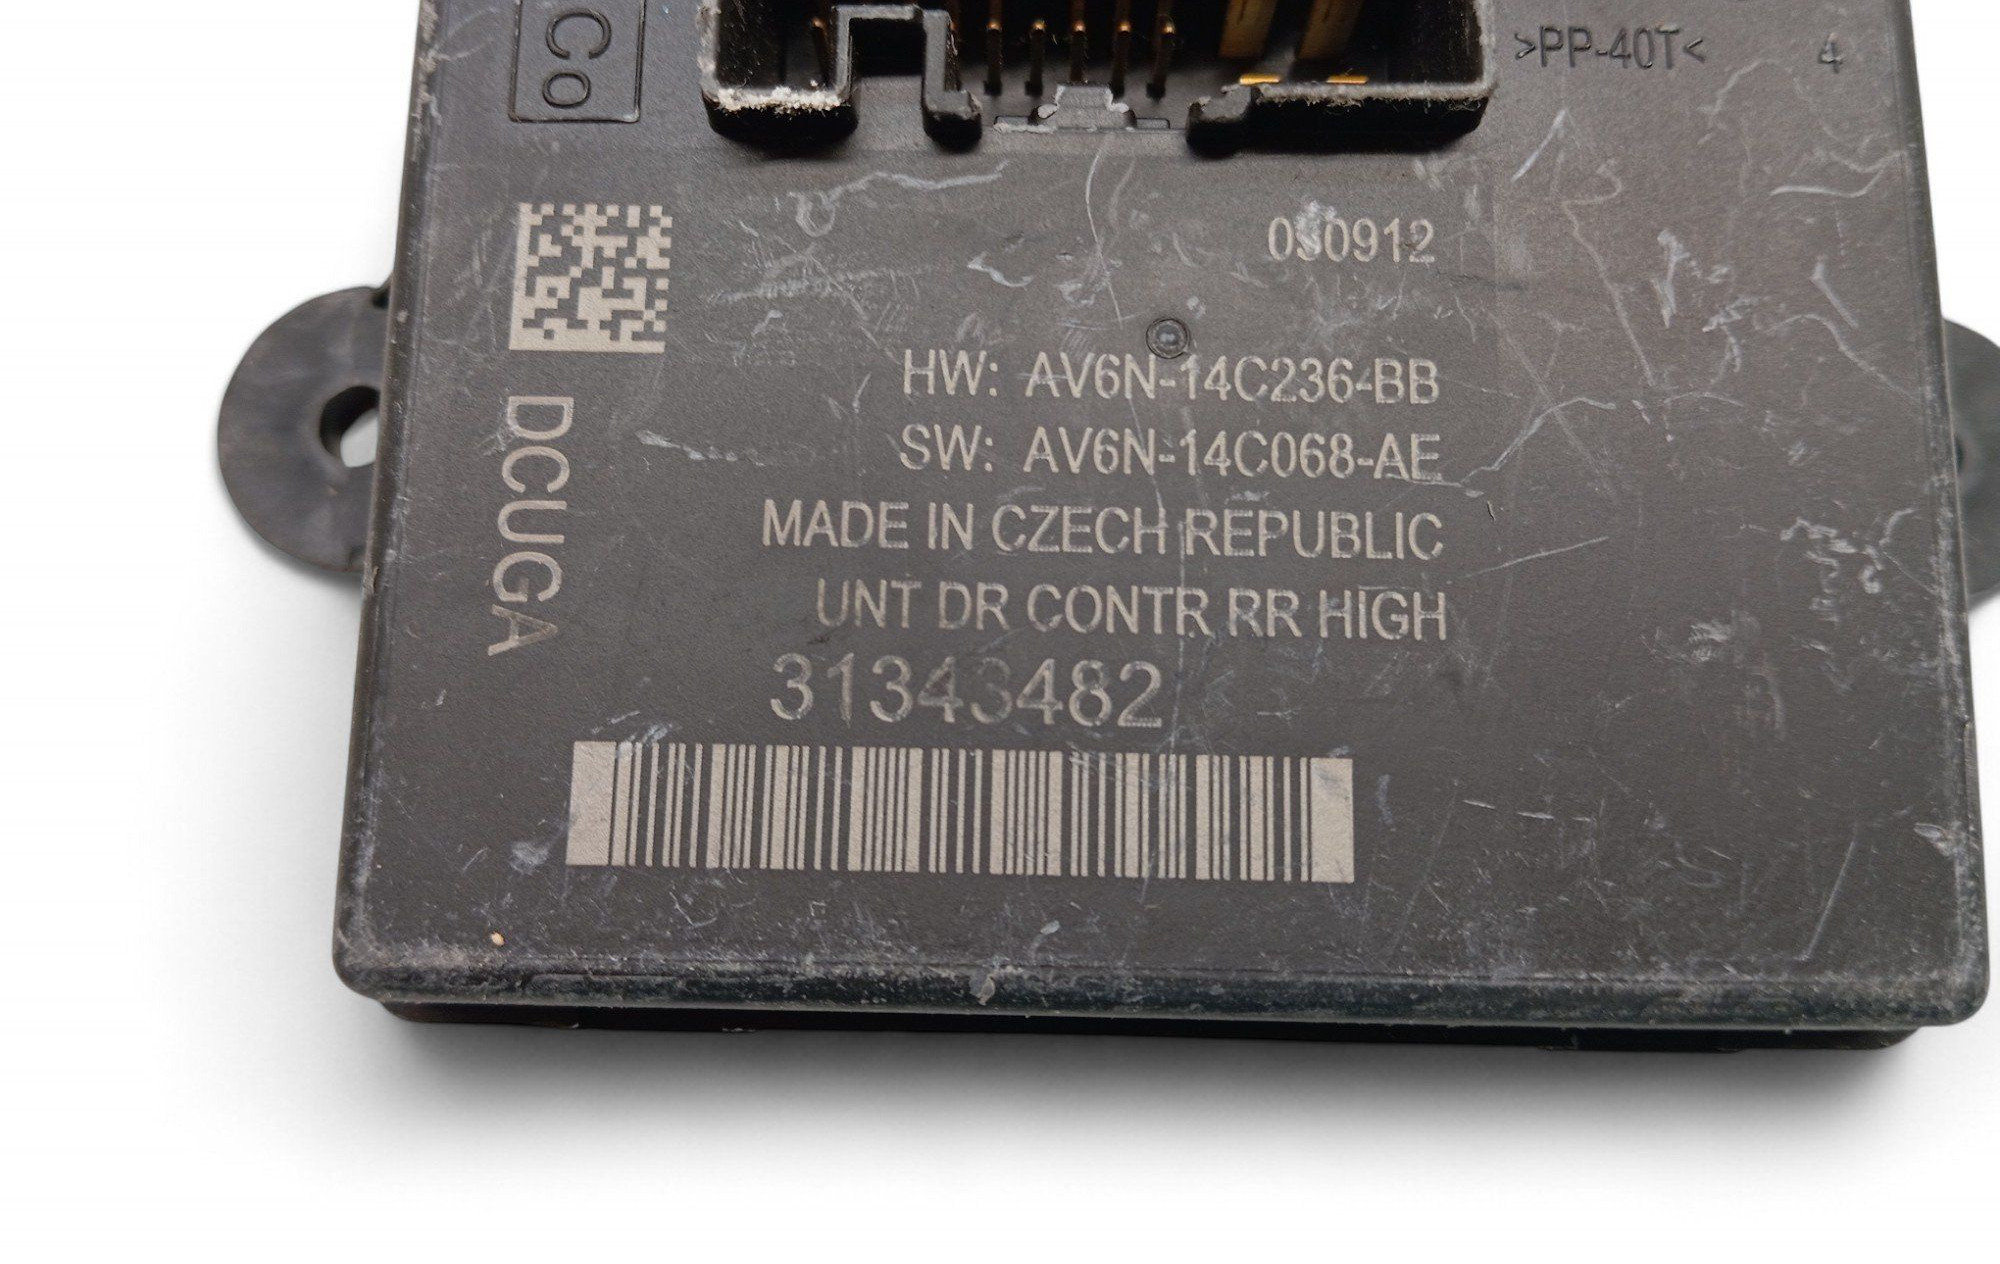 Co
>PP-40T<
4
030912
HW: AV6N-14C236-BB
SW: AV6N-14C068-AE
MADE IN CZECH REPUBLIC
UNT DR CONTR RR HIGH
31343482
DCUGA